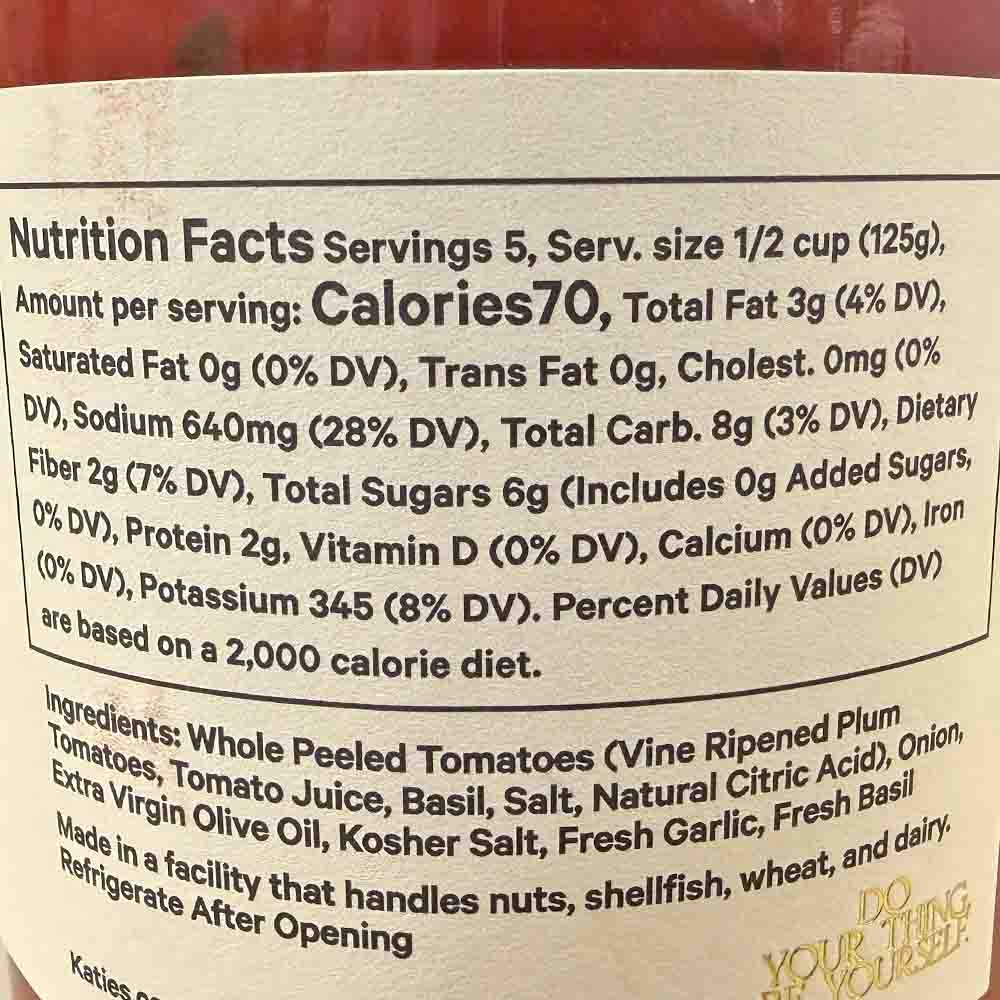 Nutrition Facts Servings 5, Serv. size 1/2 cup (125g),
Amount per serving: Calories70, Total Fat 3g (4% DV),
Saturated Fat 0g (0% DV), Trans Fat 0g, Cholest. 0mg (0%
DV), Sodium 640mg (28% DV), Total Carb. 8g (3% DV), Dietary
Fiber 2g (7% DV), Total Sugars 6g (Includes 0g Added Sugars,
0% DV), Protein 2g, Vitamin D (0% DV), Calcium (0% DV), Iron
(0% DV), Potassium 345 (8% DV). Percent Daily Values (DV)
are based on a 2,000 calorie diet.
Ingredients: Whole Peeled Tomatoes (Vine Ripened Plum
Tomatoes, Tomato Juice, Basil, Salt, Natural Citric Acid), Onion,
Extra Virgin Olive Oil, Kosher Salt, Fresh Garlic, Fresh Basil
Made in a facility that handles nuts, shellfish, wheat, and dairy.
Refrigerate After Opening
DO
YOUR THING
BE YOURSELF.